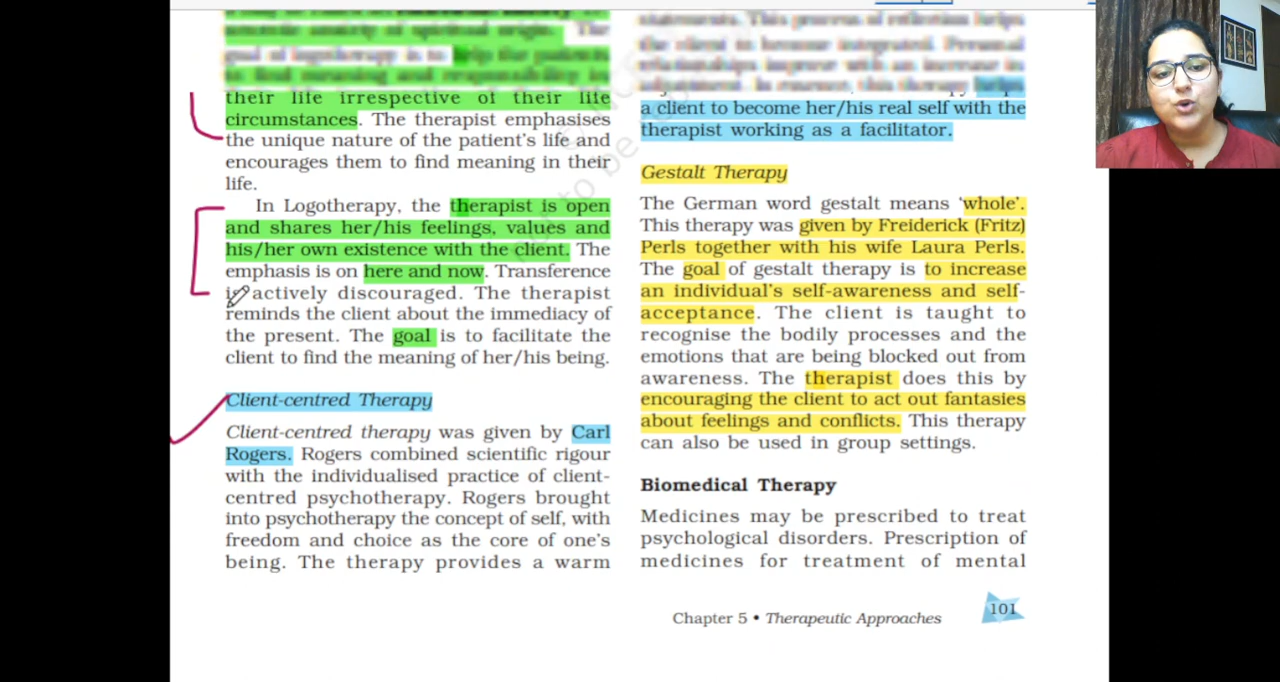 their life irrespective of their life
circumstances. The therapist emphasises
the unique nature of the patient's life and
encourages them to find meaning in their
life.
In Logotherapy, the therapist is open
and shares her/his feelings, values and
his/her own existence with the client. The
emphasis is on here and now. Transference
is actively discouraged. The therapist
reminds the client about the immediacy of
the present. The goal is to facilitate the
client to find the meaning of her/his being.
Client-centred Therapy
Client-centred therapy was given by Carl
Rogers. Rogers combined scientific rigour
with the individualised practice of client-
centred psychotherapy. Rogers brought
into psychotherapy the concept of self, with
freedom and choice as the core of one's
being. The therapy provides a warm
a client to become her/his real self with the
therapist working as a facilitator.
Gestalt Therapy
The German word gestalt means 'whole'.
This therapy was given by Freiderick (Fritz)
Perls together with his wife Laura Perls.
The goal of gestalt therapy is to increase
an individual's self-awareness and self-
acceptance. The client is taught to
recognise the bodily processes and the
emotions that are being blocked out from
awareness. The therapist does this by
encouraging the client to act out fantasies
about feelings and conflicts. This therapy
can also be used in group settings.
Biomedical Therapy
Medicines may be prescribed to treat
psychological disorders. Prescription of
medicines for treatment of mental
Chapter 5 • Therapeutic Approaches
101